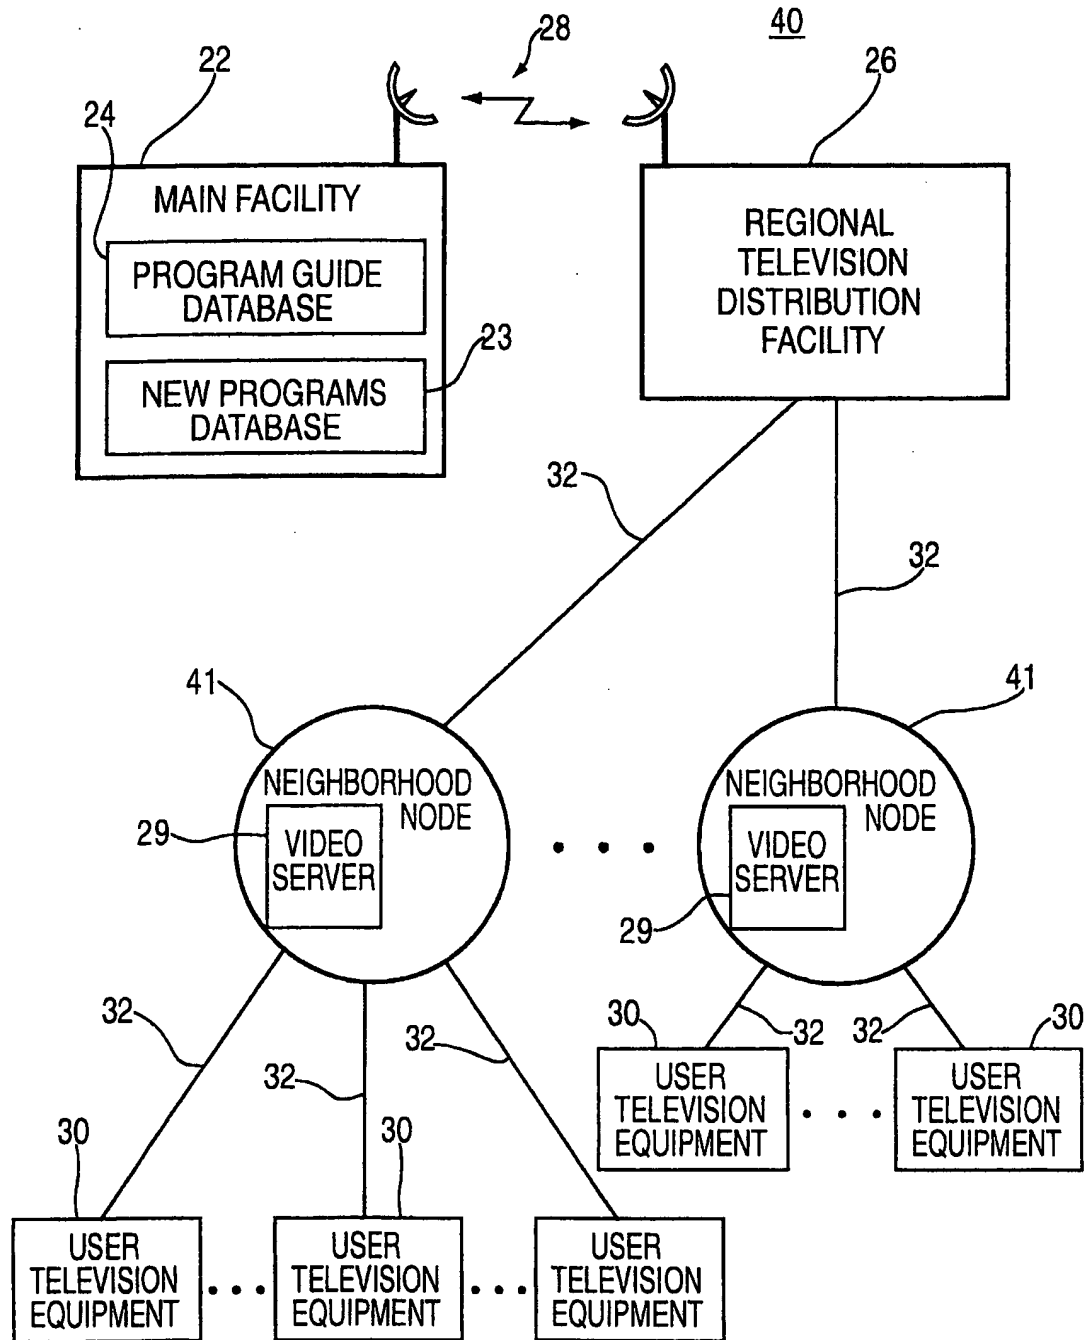 40
28
22
26
24
MAIN FACILITY
PROGRAM GUIDE
DATABASE
23
NEW PROGRAMS
DATABASE
REGIONAL
TELEVISION
DISTRIBUTION
FACILITY
32
32
41
41
NEIGHBORHOOD
NODE
29
VIDEO
SERVER
NEIGHBORHOOD
NODE
VIDEO
SERVER
29
32
32
32
30
32
32
30
USER
TELEVISION
EQUIPMENT
USER
TELEVISION
EQUIPMENT
30
30
USER
TELEVISION
EQUIPMENT
USER
TELEVISION
EQUIPMENT
USER
TELEVISION
EQUIPMENT